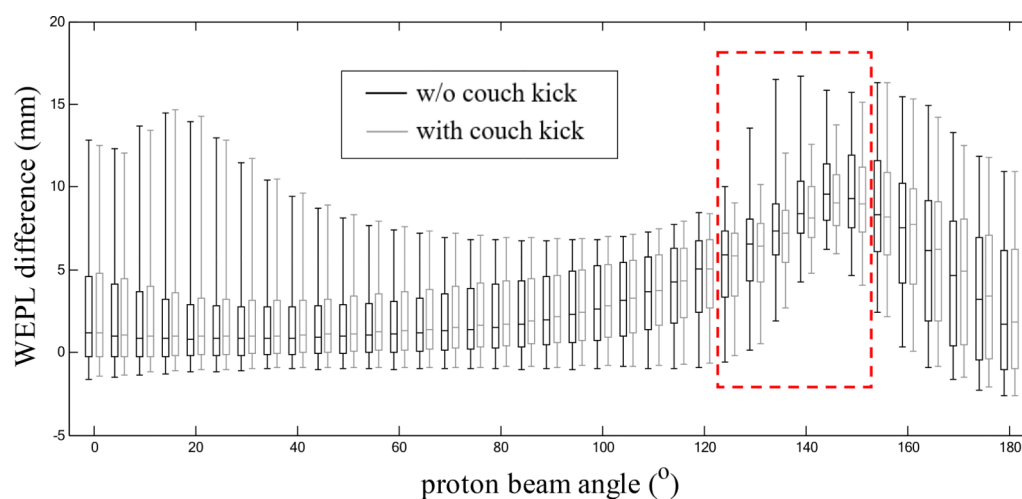 20
15
10
5
0
-5
WEPL difference (mm)
w/o couch kick
with couch kick
0 20 40 60 80 100 120 140 160 180
proton beam angle (o)